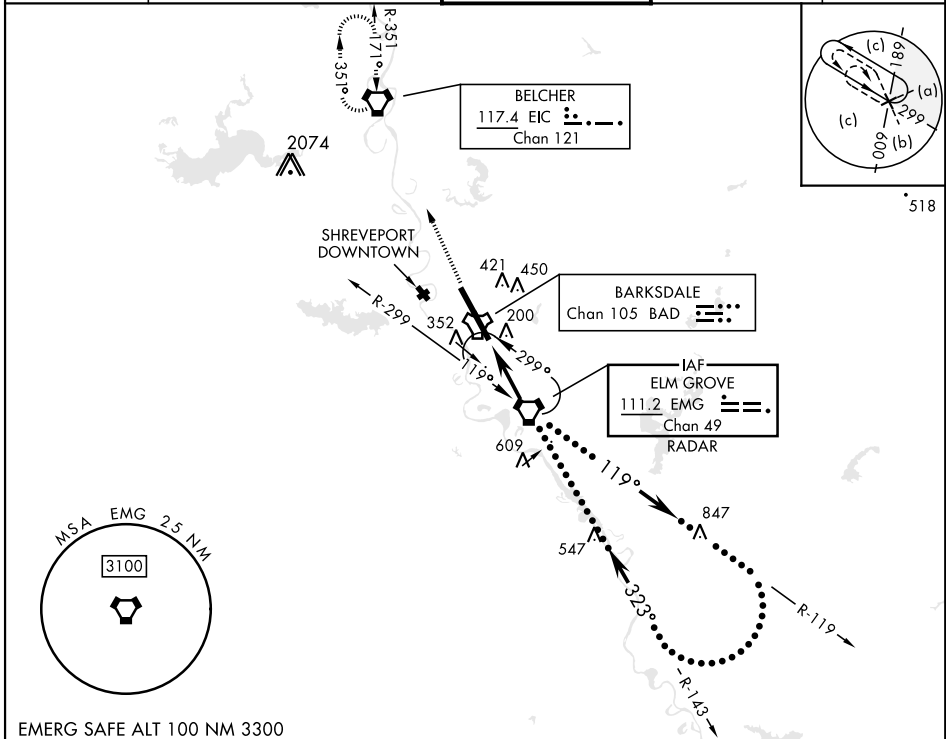 R-351
171°
351°
BELCHER
117.4 EIC
Chan 121
2074
(c)
189
(a)
299
(c)
(b)
009
518
SHREVEPORT
DOWNTOWN
421
450
BARKSDALE
Chan 105 BAD
R-299
352
200
119°
299°
IAF
ELM GROVE
111.2 EMG
Chan 49
RADAR
609
119°
847
547
MSA EMG 25 NM
3100
323°
R-119
R-143
EMERG SAFE ALT 100 NM 3300